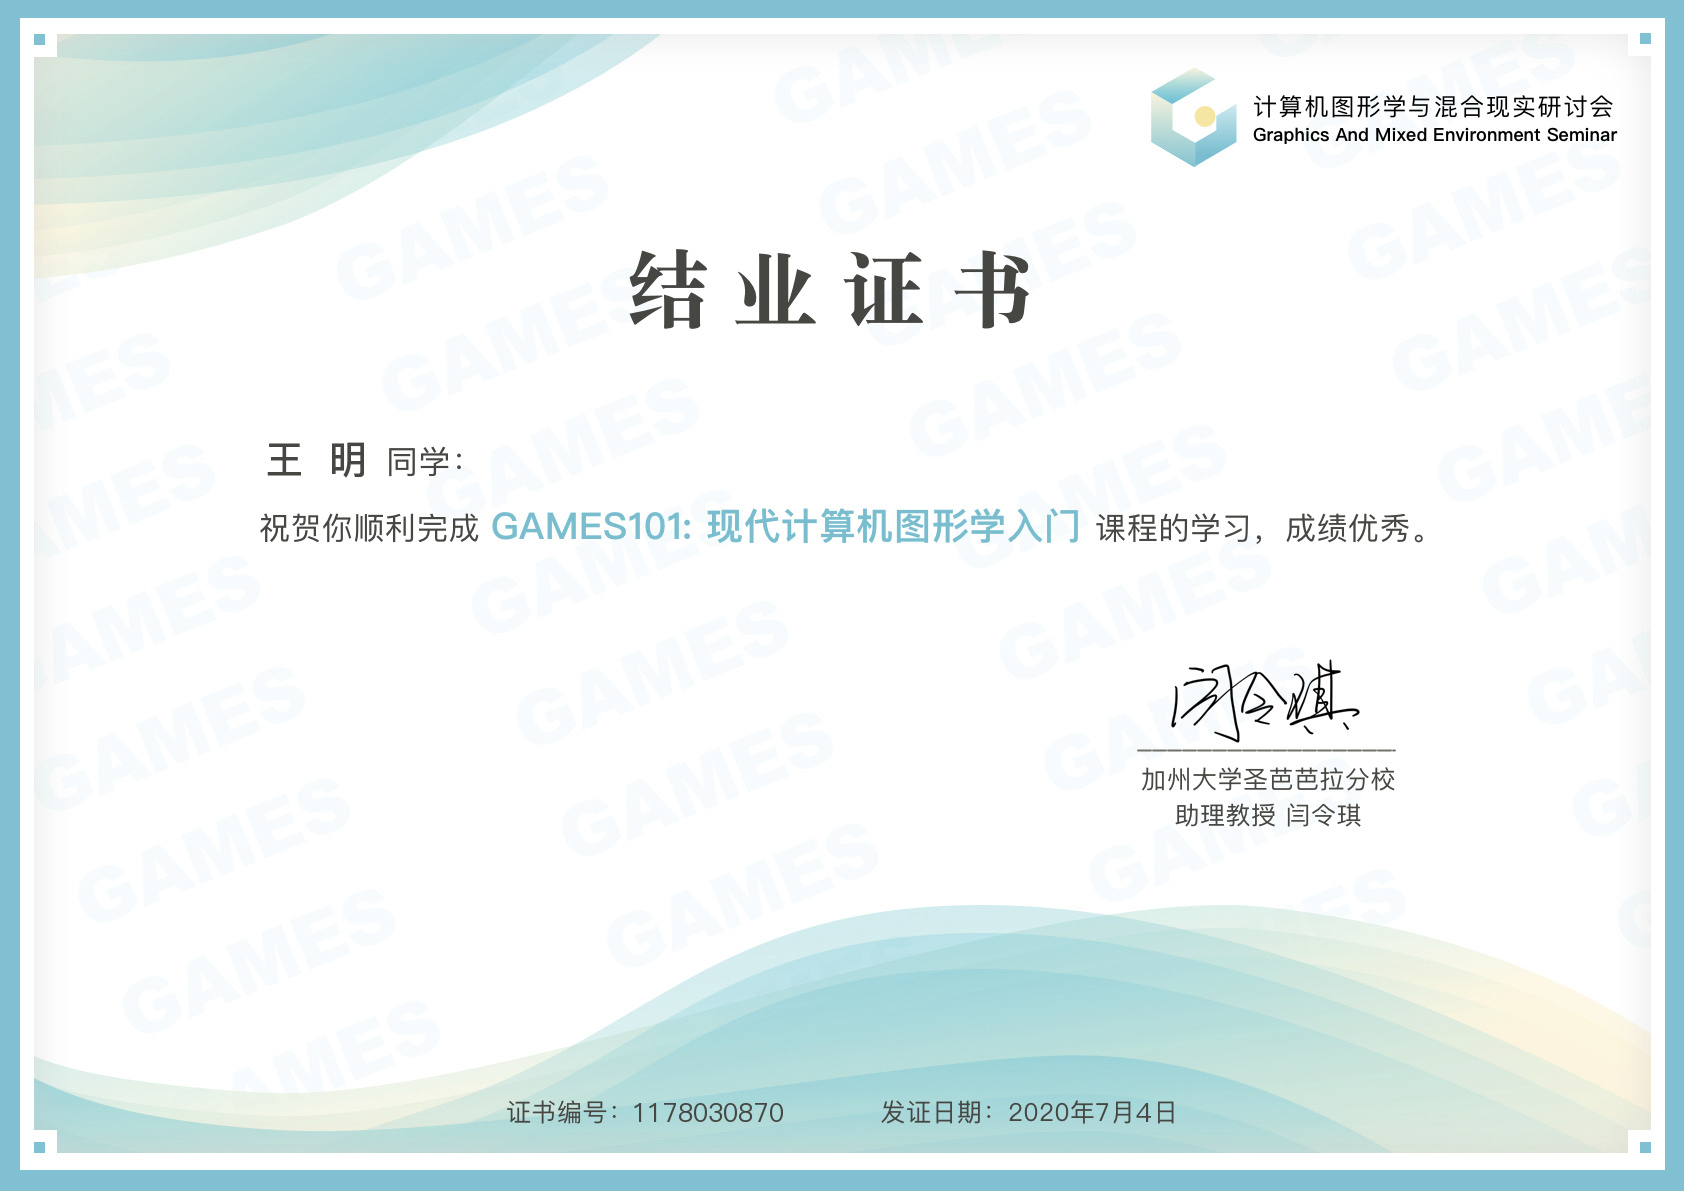 计算机图形学与混合现实研讨会
Graphics And Mixed Environment Seminar
结业证书
王 明 同学：
祝贺你顺利完成 GAMES101: 现代计算机图形学入门 课程的学习，成绩优秀。
闫令琪
加州大学圣芭芭拉分校
助理教授 闫令琪
证书编号：1178030870 发证日期：2020年7月4日